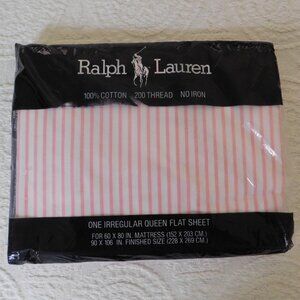 Ralph Lauren
100% COTTON 200 THREAD NO IRON
ONE IRREGULAR QUEEN FLAT SHEET
FOR 60 X 80 IN. MATTRESS (152 X 203 CM.)
90 X 106 IN. FINISHED SIZE (228 X 269 CM.)